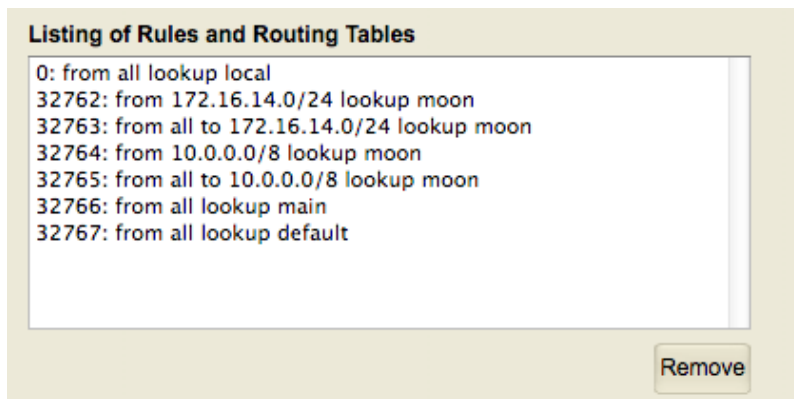 Listing of Rules and Routing Tables
0: from all lookup local
32762: from 172.16.14.0/24 lookup moon
32763: from all to 172.16.14.0/24 lookup moon
32764: from 10.0.0.0/8 lookup moon
32765: from all to 10.0.0.0/8 lookup moon
32766: from all lookup main
32767: from all lookup default
Remove